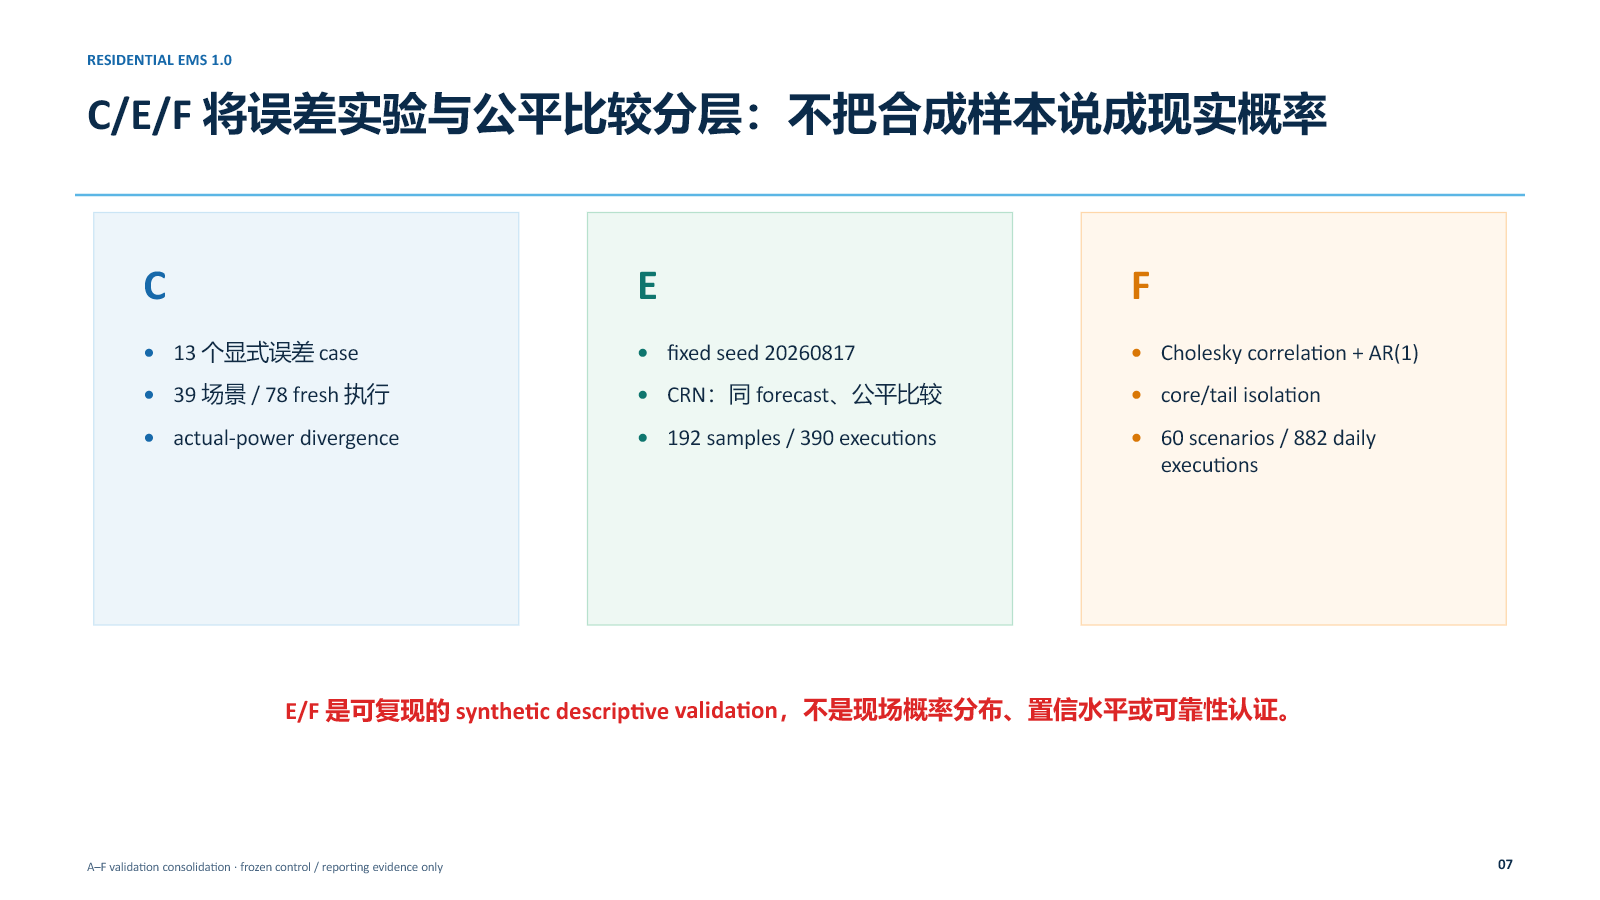 RESIDENTIAL EMS 1.0
C/E/F 将误差实验与公平比较分层：不把合成样本说成现实概率
C
• 13 个显式误差 case
• 39 场景 / 78 fresh 执行
• actual-power divergence
E
• fixed seed 20260817
• CRN：同 forecast、公平比较
• 192 samples / 390 executions
F
• Cholesky correlation + AR(1)
• core/tail isolation
• 60 scenarios / 882 daily
executions
E/F 是可复现的 synthetic descriptive validation，不是现场概率分布、置信水平或可靠性认证。
A–F validation consolidation · frozen control / reporting evidence only
07